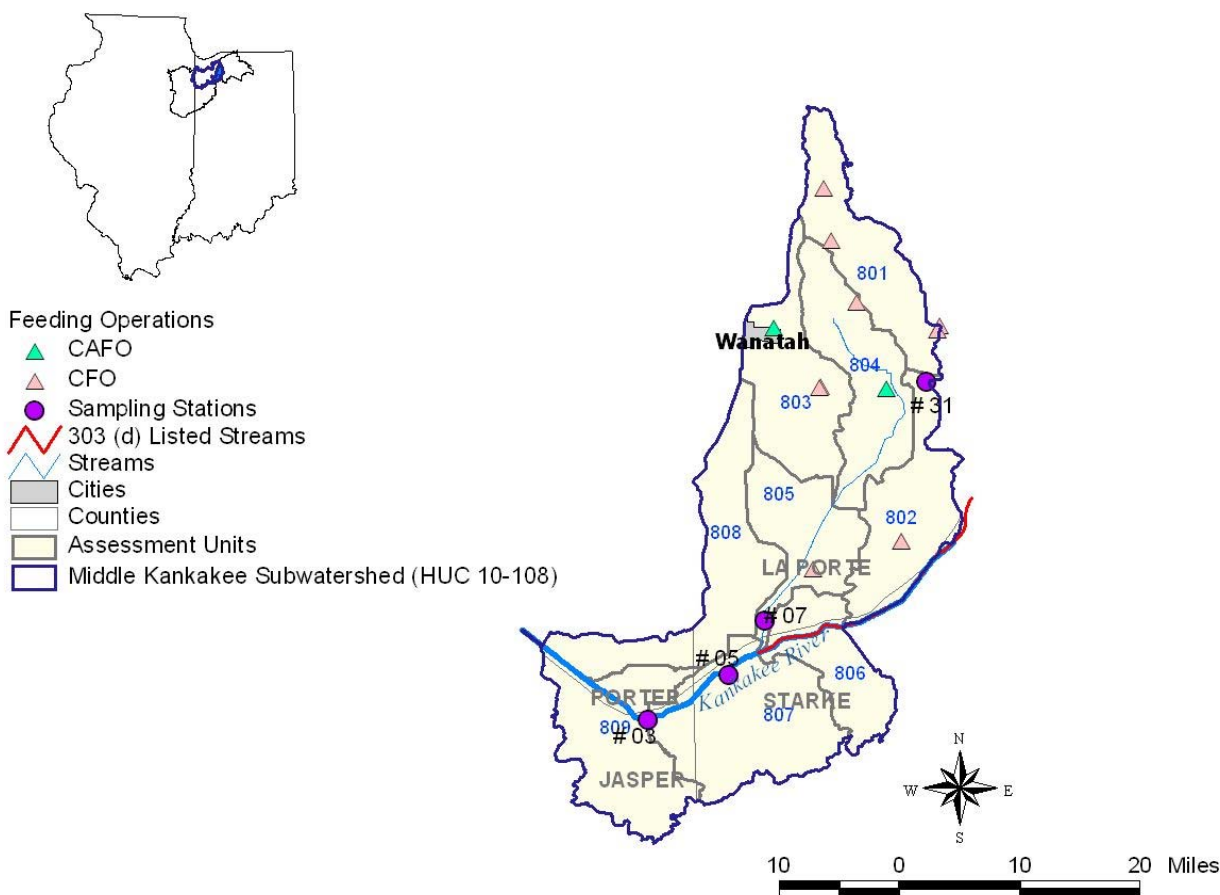 Feeding Operations
CAFO
CFO
Sampling Stations
303 (d) Listed Streams
Streams
Cities
Counties
Assessment Units
Middle Kankakee Subwatershed (HUC 10-108)
801
Wanatah
804
803
# 31
805
802
808
LA PORTE
# 07
# 05
Kankakee River
806
PORTER
STARKE
809
807
# 03
JASPER
N
W
E
S
10 0 10 20 Miles